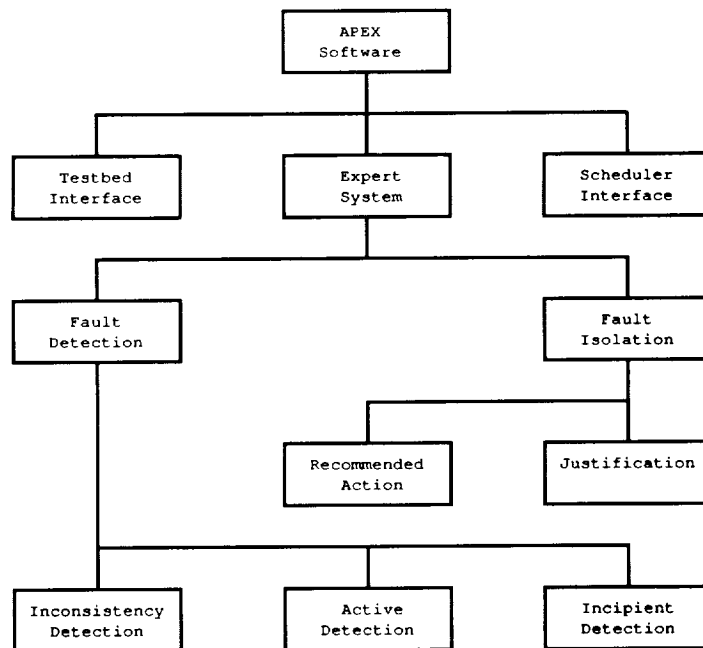 APEX
Software
Testbed
Interface
Expert
System
Scheduler
Interface
Fault
Detection
Fault
Isolation
Recommended
Action
Justification
Inconsistency
Detection
Active
Detection
Incipient
Detection